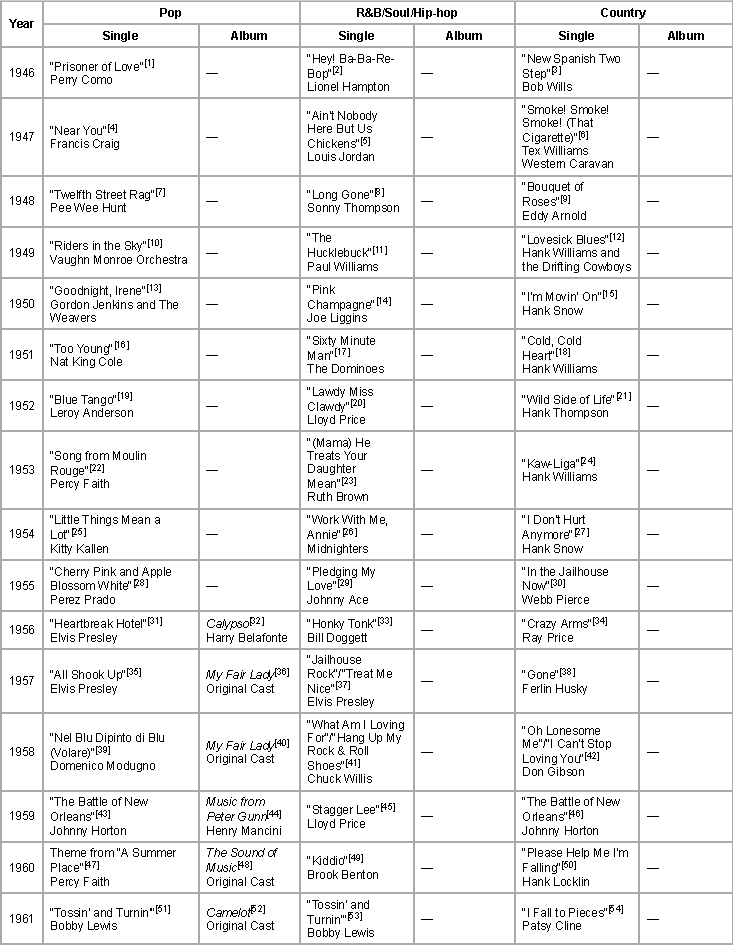 Year
Pop
R&B/Soul/Hip-hop
Country
Single
Album
Single
Album
Single
Album
1946
"Prisoner of Love"[1]
Perry Como
—
"Hey! Ba-Ba-Re-
Bop"[2]
Lionel Hampton
—
"New Spanish Two
Step"[3]
Bob Wills
—
1947
"Near You"[4]
Francis Craig
—
"Ain't Nobody
Here But Us
Chickens"[5]
Louis Jordan
—
"Smoke! Smoke!
Smoke! (That
Cigarette)"[6]
Tex Williams
Western Caravan
—
1948
"Twelfth Street Rag"[7]
Pee Wee Hunt
—
"Long Gone"[8]
Sonny Thompson
—
"Bouquet of
Roses"[9]
Eddy Arnold
—
1949
"Riders in the Sky"[10]
Vaughn Monroe Orchestra
—
"The
Hucklebuck"[11]
Paul Williams
—
"Lovesick Blues"[12]
Hank Williams and
the Drifting Cowboys
—
1950
"Goodnight, Irene"[13]
Gordon Jenkins and The
Weavers
—
"Pink
Champagne"[14]
Joe Liggins
—
"I'm Movin' On"[15]
Hank Snow
—
1951
"Too Young"[16]
Nat King Cole
—
"Sixty Minute
Man"[17]
The Dominoes
—
"Cold, Cold
Heart"[18]
Hank Williams
—
1952
"Blue Tango"[19]
Leroy Anderson
—
"Lawdy Miss
Clawdy"[20]
Lloyd Price
—
"Wild Side of Life"[21]
Hank Thompson
—
1953
"Song from Moulin
Rouge"[22]
Percy Faith
—
"(Mama) He
Treats Your
Daughter
Mean"[23]
Ruth Brown
—
"Kaw-Liga"[24]
Hank Williams
—
1954
"Little Things Mean a
Lot"[25]
Kitty Kallen
—
"Work With Me,
Annie"[26]
Midnighters
—
"I Don't Hurt
Anymore"[27]
Hank Snow
—
1955
"Cherry Pink and Apple
Blossom White"[28]
Perez Prado
—
"Pledging My
Love"[29]
Johnny Ace
—
"In the Jailhouse
Now"[30]
Webb Pierce
—
1956
"Heartbreak Hotel"[31]
Elvis Presley
Calypso[32]
Harry Belafonte
"Honky Tonk"[33]
Bill Doggett
—
"Crazy Arms"[34]
Ray Price
—
1957
"All Shook Up"[35]
Elvis Presley
My Fair Lady[36]
Original Cast
"Jailhouse
Rock"/"Treat Me
Nice"[37]
Elvis Presley
—
"Gone"[38]
Ferlin Husky
—
1958
"Nel Blu Dipinto di Blu
(Volare)"[39]
Domenico Modugno
My Fair Lady[40]
Original Cast
"What Am I Loving
For"/"Hang Up My
Rock & Roll
Shoes"[41]
Chuck Willis
—
"Oh Lonesome
Me"/"I Can't Stop
Loving You"[42]
Don Gibson
—
1959
"The Battle of New
Orleans"[43]
Johnny Horton
Music from
Peter Gunn[44]
Henry Mancini
"Stagger Lee"[45]
Lloyd Price
—
"The Battle of New
Orleans"[46]
Johnny Horton
—
1960
Theme from "A Summer
Place"[47]
Percy Faith
The Sound of
Music[48]
Original Cast
"Kiddio"[49]
Brook Benton
—
"Please Help Me I'm
Falling"[50]
Hank Locklin
—
1961
"Tossin' and Turnin'"[51]
Bobby Lewis
Camelot[52]
Original Cast
"Tossin' and
Turnin'"[53]
Bobby Lewis
—
"I Fall to Pieces"[54]
Patsy Cline
—